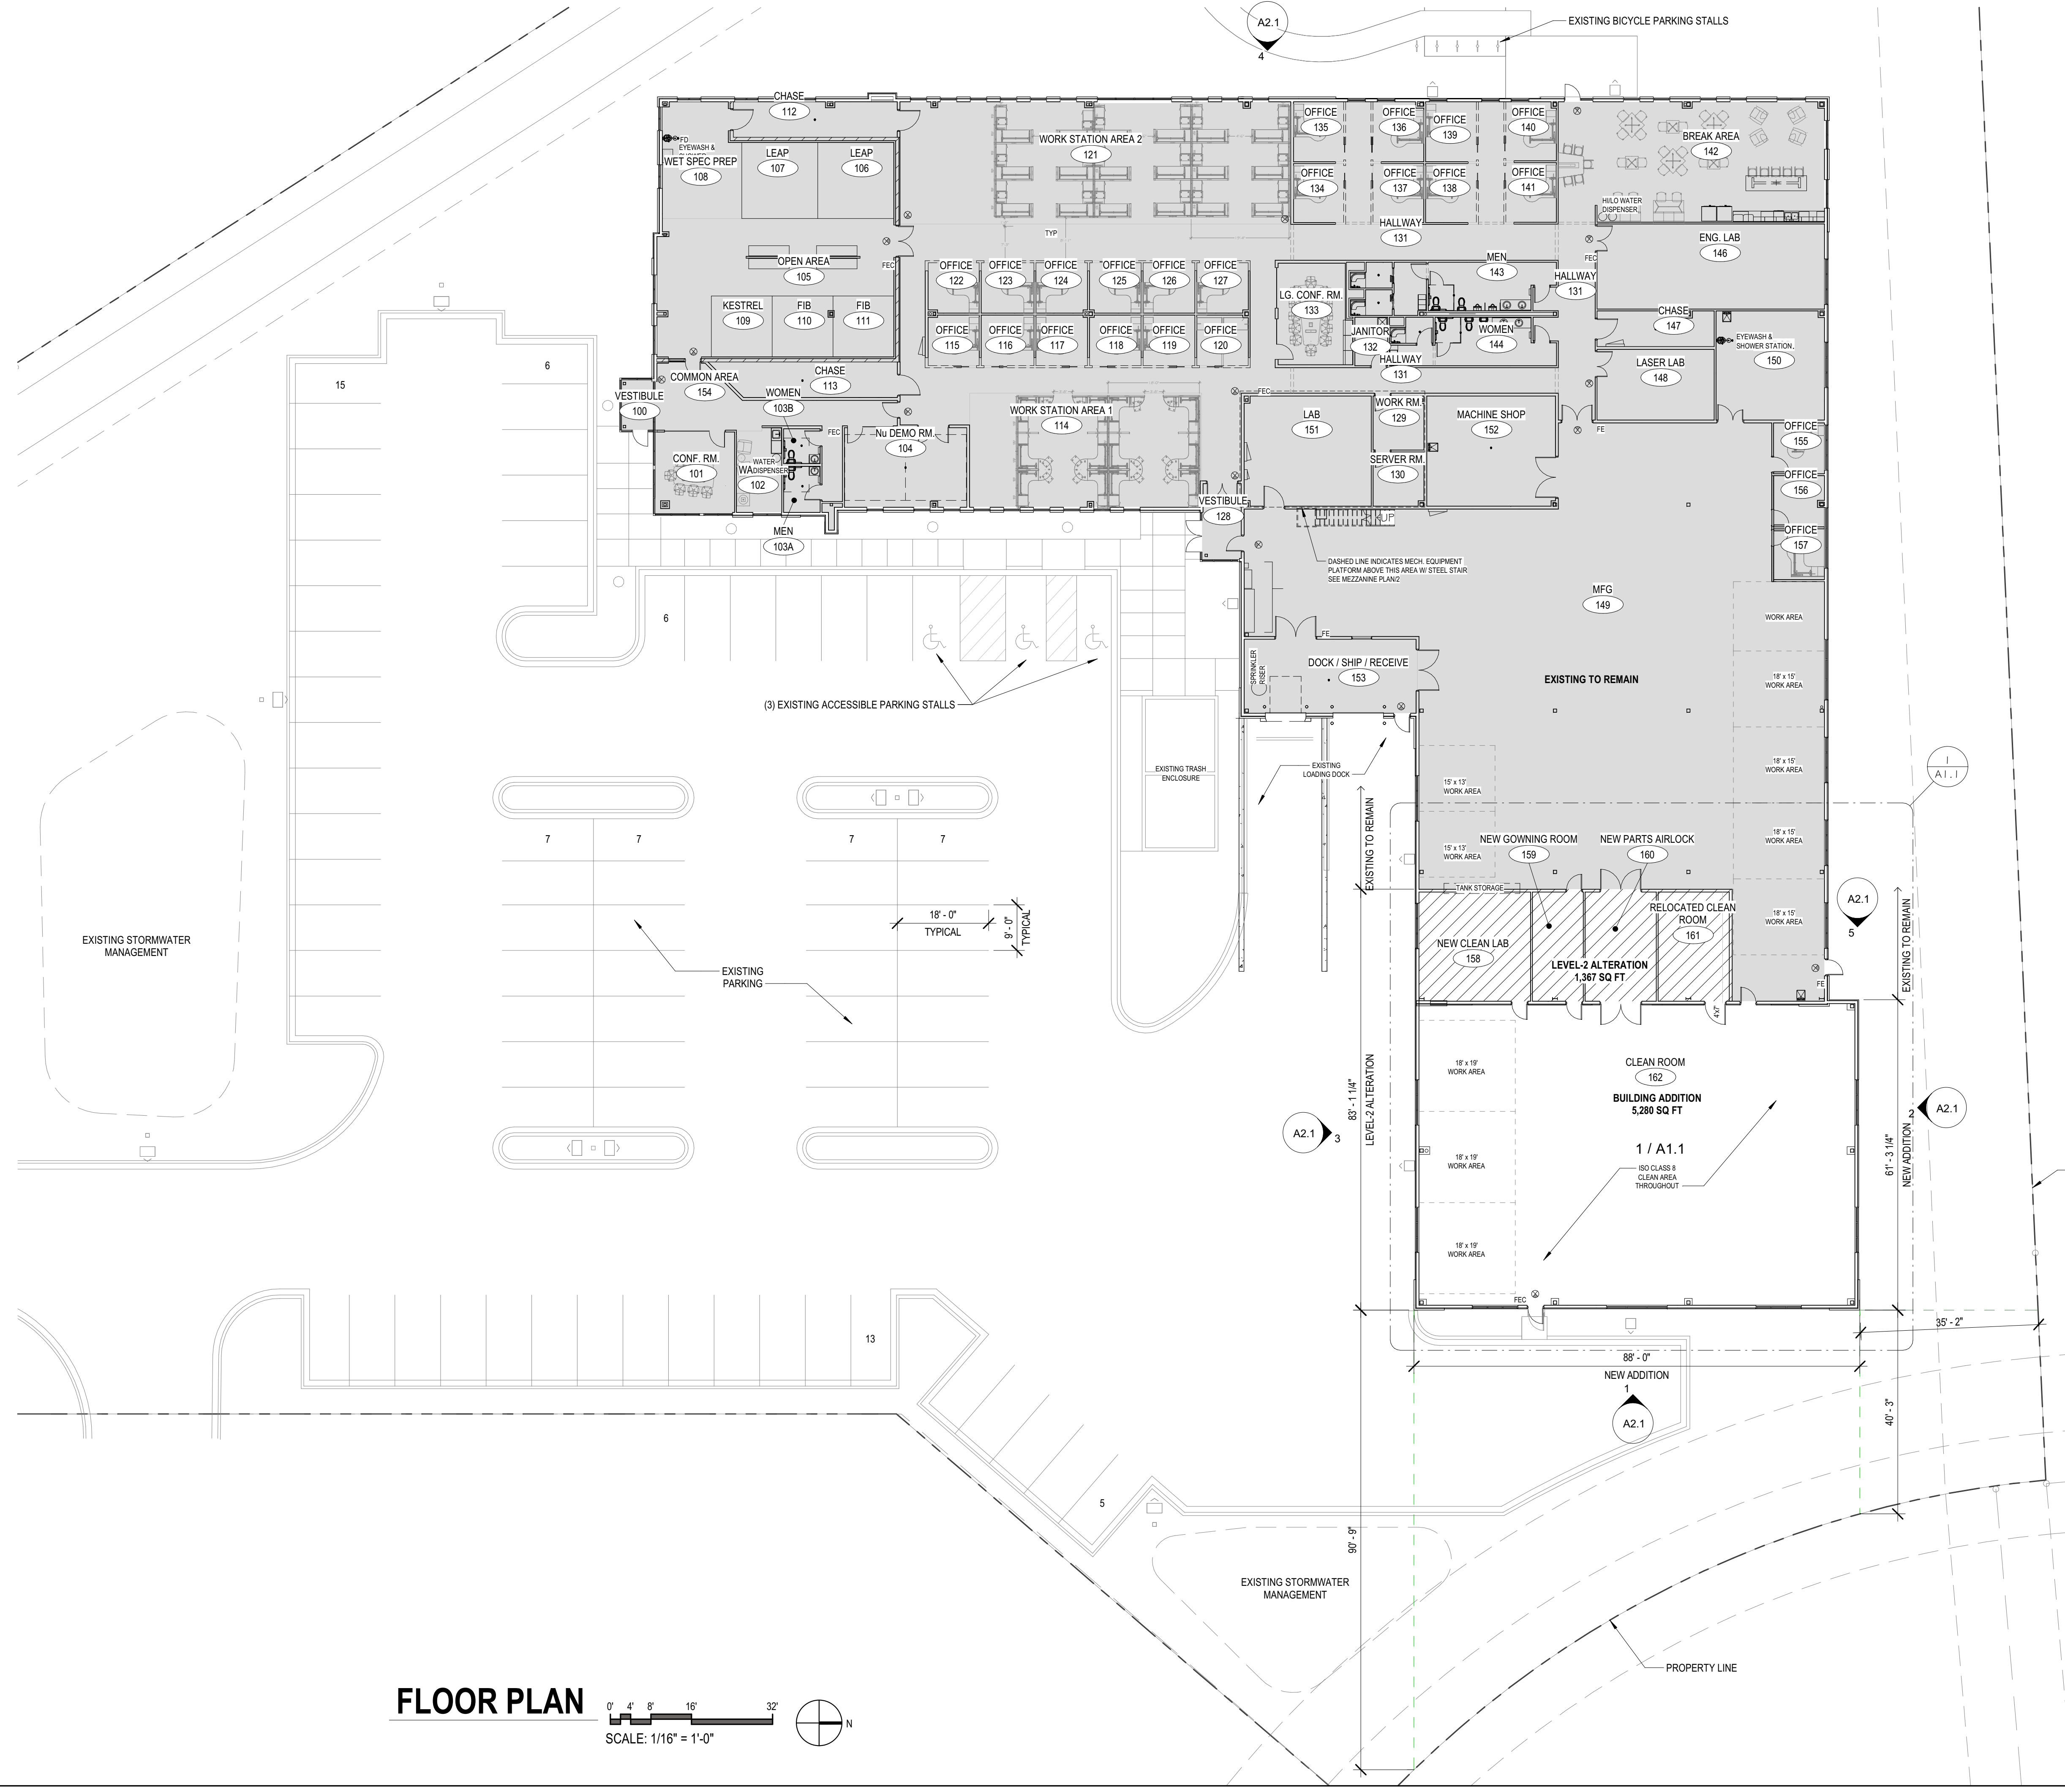 A2.1
4
EXISTING BICYCLE PARKING STALLS
CHASE
112
FD
EYEWASH &
WET SPEC PREP
108
LEAP
107
LEAP
106
WORK STATION AREA 2
121
OFFICE
135
OFFICE
136
OFFICE
139
OFFICE
140
BREAK AREA
142
OFFICE
134
OFFICE
137
OFFICE
138
OFFICE
141
HI/LO WATER
DISPENSER
TYP
HALLWAY
131
ENG. LAB
146
OPEN AREA
105
FEC
OFFICE
122
OFFICE
123
OFFICE
124
OFFICE
125
OFFICE
126
OFFICE
127
LG. CONF. RM.
133
MEN
143
HALLWAY
131
FEC
KESTREL
109
FIB
110
FIB
111
OFFICE
115
OFFICE
116
OFFICE
117
OFFICE
118
OFFICE
119
OFFICE
120
JANITOR
132
WOMEN
144
CHASE
147
EYEWASH &
SHOWER STATION
150
HALLWAY
131
LASER LAB
148
COMMON AREA
154
CHASE
113
VESTIBULE
100
WOMEN
103B
FEC
FEC
Nu DEMO RM.
104
WORK STATION AREA 1
114
LAB
151
WORK RM.
129
MACHINE SHOP
152
FE
OFFICE
155
CONF. RM.
101
WATER
DISPENSER
102
SERVER RM.
130
OFFICE
156
MEN
103A
VESTIBULE
128
UP
OFFICE
157
DASHED LINE INDICATES MECH. EQUIPMENT
PLATFORM ABOVE THIS AREA W/ STEEL STAIR
SEE MEZZANINE PLAN/2
MFG
149
WORK AREA
FE
SPRINKLER
RISER
DOCK / SHIP / RECEIVE
153
EXISTING TO REMAIN
18' x 15'
WORK AREA
15
6
6
(3) EXISTING ACCESSIBLE PARKING STALLS
EXISTING TRASH
ENCLOSURE
EXISTING
LOADING DOCK
18' x 15'
WORK AREA
1
A1.1
15' x 13'
WORK AREA
EXISTING TO REMAIN
7
7
7
7
15' x 13'
WORK AREA
NEW GOWNING ROOM
159
NEW PARTS AIRLOCK
160
18' x 15'
WORK AREA
TANK STORAGE
18' - 0"
TYPICAL
9' - 0"
TYPICAL
RELOCATED CLEAN
ROOM
161
18' x 15'
WORK AREA
A2.1
5
EXISTING TO REMAIN
EXISTING STORMWATER
MANAGEMENT
EXISTING
PARKING
NEW CLEAN LAB
158
LEVEL-2 ALTERATION
1,367 SQ FT
FE
4'x7'
18' x 19'
WORK AREA
CLEAN ROOM
162
BUILDING ADDITION
5,280 SQ FT
83' - 1 1/4"
LEVEL-2 ALTERATION
A2.1
3
2
A2.1
1 / A1.1
ISO CLASS 8
CLEAN AREA
THROUGHOUT
18' x 19'
WORK AREA
61' - 3 1/4"
NEW ADDITION
18' x 19'
WORK AREA
FEC
35' - 2"
13
88' - 0"
NEW ADDITION
1
A2.1
40' - 3"
5
90' - 9"
EXISTING STORMWATER
MANAGEMENT
PROPERTY LINE
FLOOR PLAN
0' 4' 8' 16' 32'
SCALE: 1/16" = 1'-0"
N